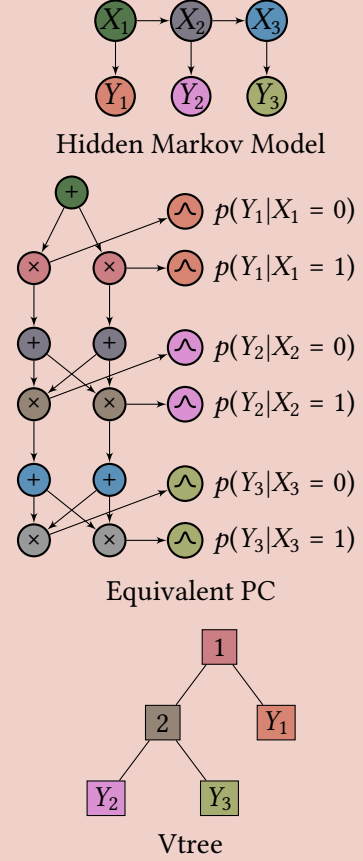 X₁ X₂ X₃
Y₁ Y₂ Y₃
Hidden Markov Model
+
p(Y₁|X₁ = 0)
× × p(Y₁|X₁ = 1)
+ + p(Y₂|X₂ = 0)
× × p(Y₂|X₂ = 1)
+ + p(Y₃|X₃ = 0)
× × p(Y₃|X₃ = 1)
Equivalent PC
1
2 Y₁
Y₂ Y₃
Vtree